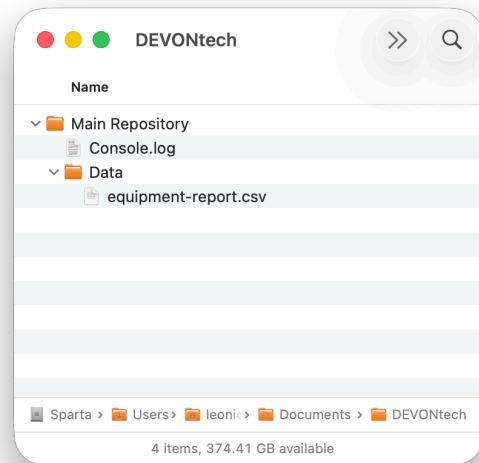 DEVONtech
Name
Main Repository
Console.log
Data
equipment-report.csv
Sparta › Users › leonic › Documents › DEVONtech
4 items, 374.41 GB available